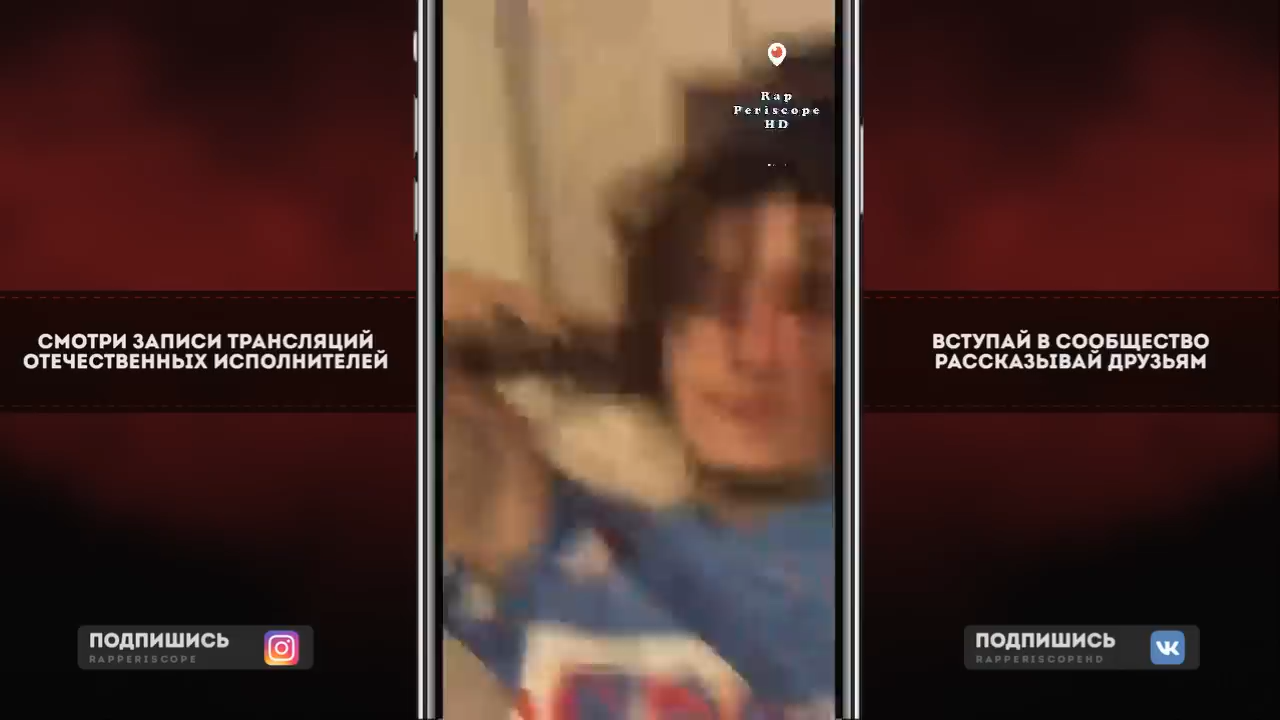 Rap
Periscope
HD
СМОТРИ ЗАПИСИ ТРАНСЛЯЦИЙ
ОТЕЧЕСТВЕННЫХ ИСПОЛНИТЕЛЕЙ
ВСТУПАЙ В СООБЩЕСТВО
РАССКАЗЫВАЙ ДРУЗЬЯМ
ПОДПИШИСЬ
RAPPERISCOPE
ПОДПИШИСЬ
RAPPERISCOPEHD